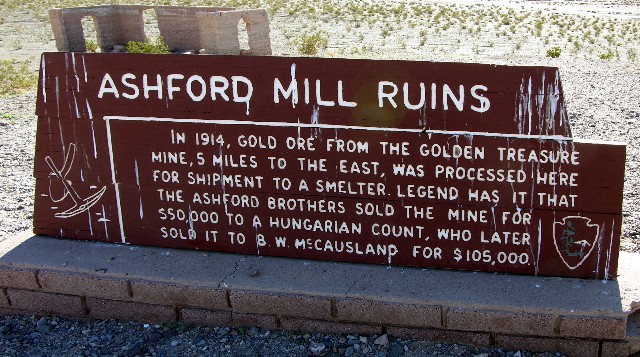 ASHFORD MILL RUINS
IN 1914, GOLD ORE FROM THE GOLDEN TREASURE
MINE, 5 MILES TO THE EAST, WAS PROCESSED HERE
FOR SHIPMENT TO A SMELTER. LEGEND HAS IT THAT
THE ASHFORD BROTHERS SOLD THE MINE FOR
$50,000 TO A HUNGARIAN COUNT, WHO LATER
SOLD IT TO B. W. MCCAUSLAND FOR $105,000.